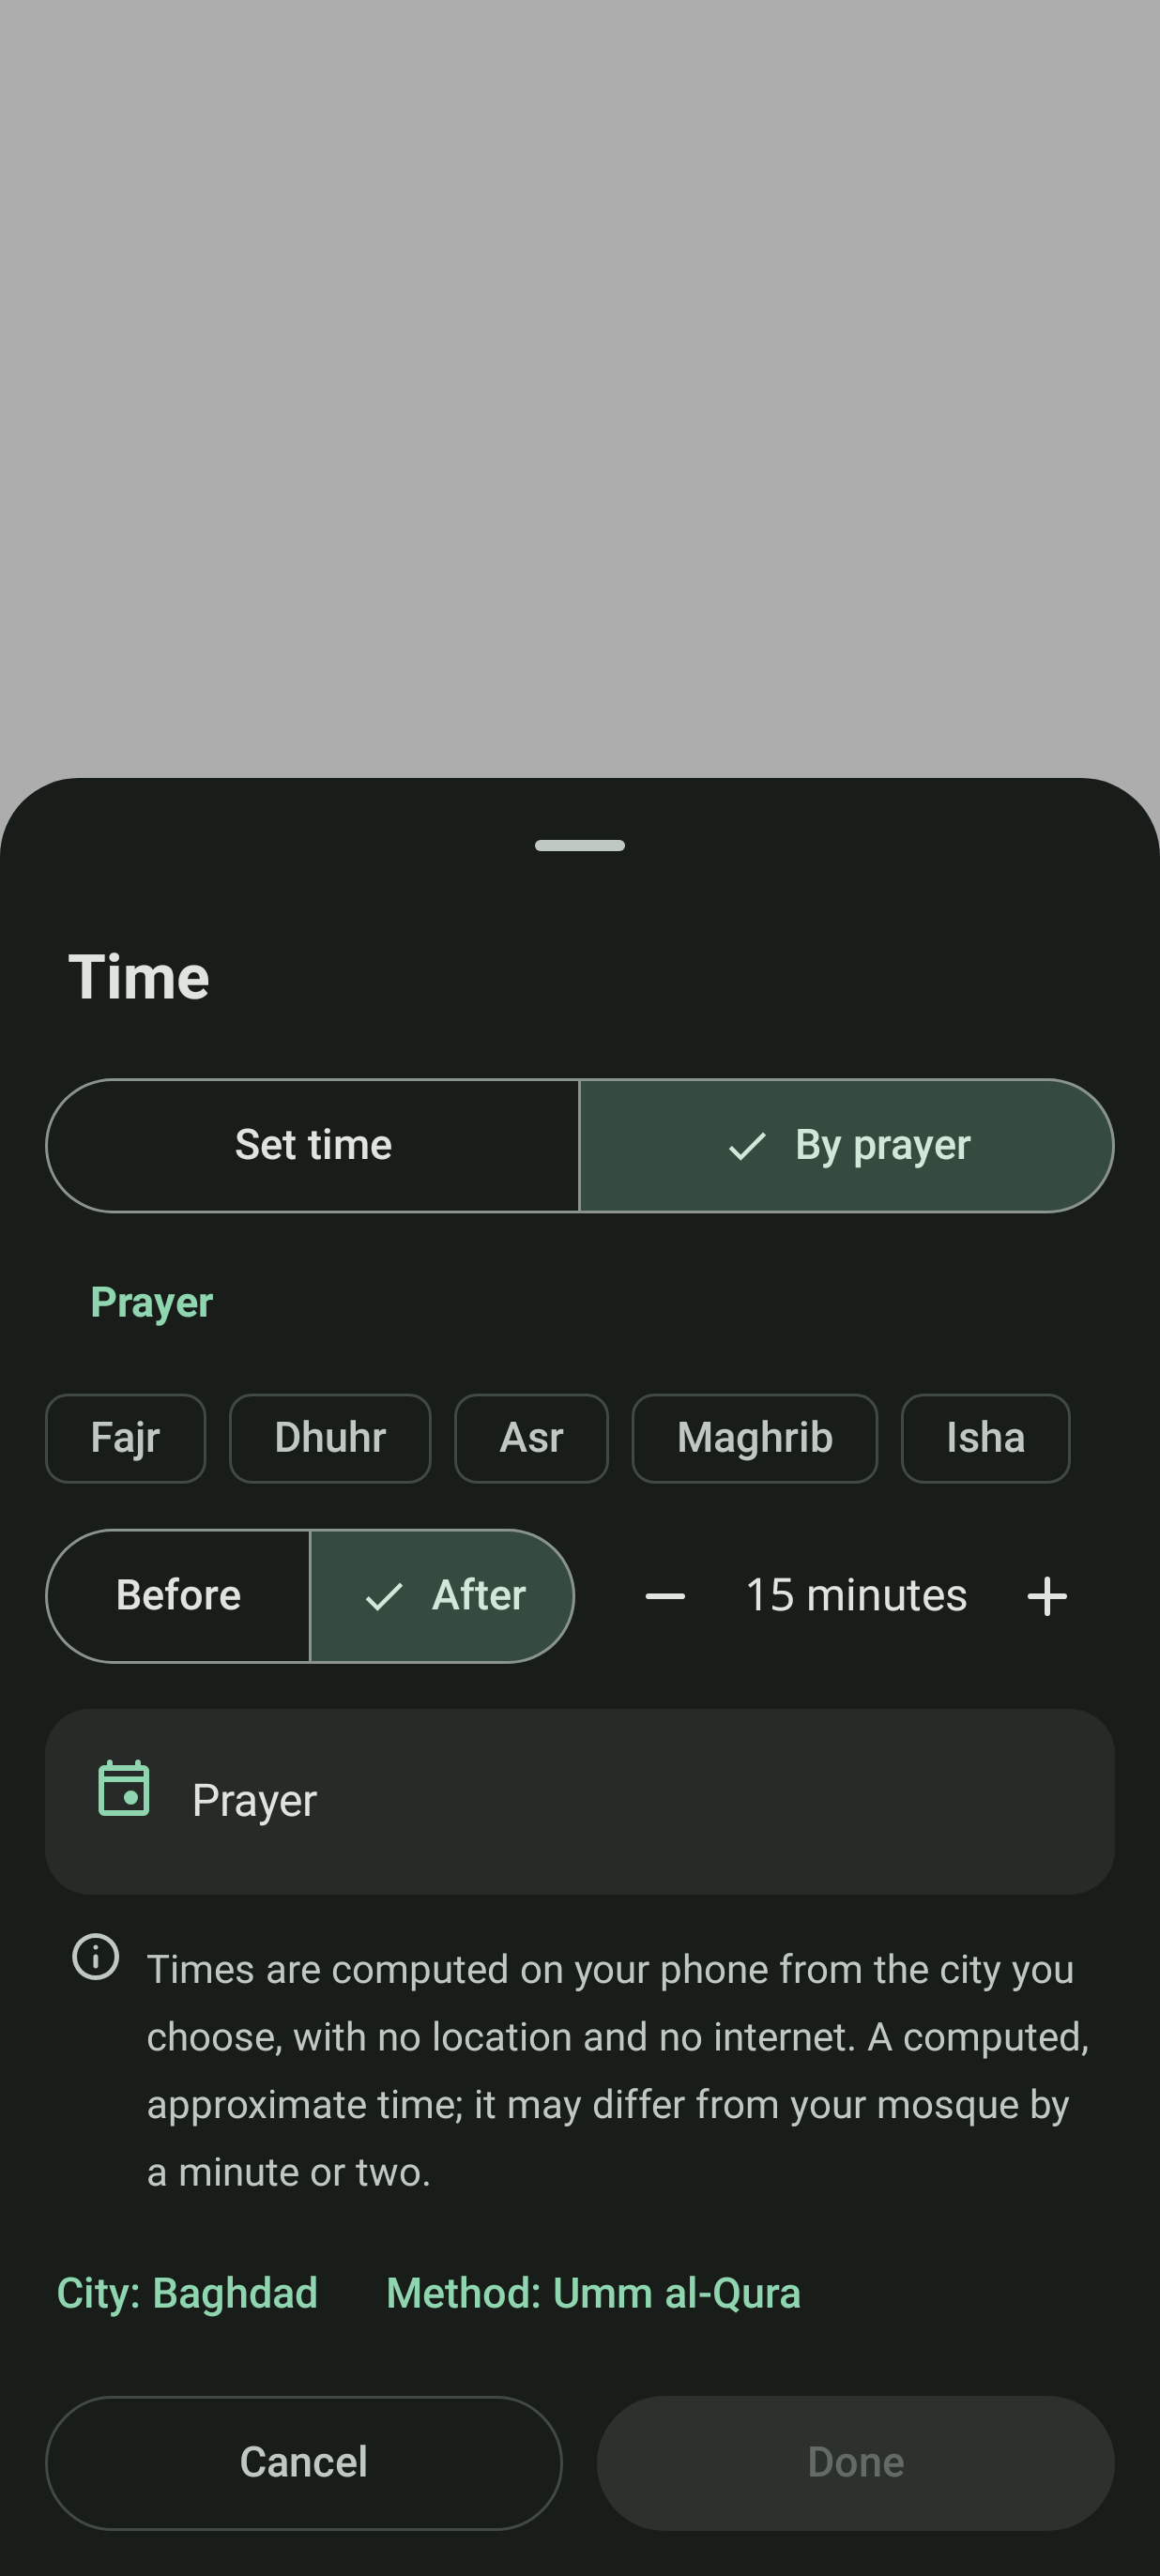 Time
Set time By prayer
Prayer
Fajr Dhuhr Asr Maghrib Isha
Before After 15 minutes
Prayer
Times are computed on your phone from the city you
choose, with no location and no internet. A computed,
approximate time; it may differ from your mosque by
a minute or two.
City: Baghdad Method: Umm al-Qura
Cancel Done